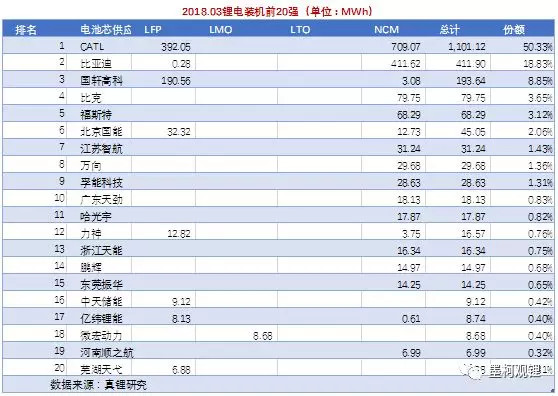 2018.03锂电装机前20强（单位：MWh）
排名 电池芯供应 LFP LMO LTO NCM 总计 份额
1 CATL 392.05 709.07 1,101.12 50.33%
2 比亚迪 0.28 411.62 411.90 18.83%
3 国轩高科 190.56 3.08 193.64 8.85%
4 比克 79.75 79.75 3.65%
5 福斯特 68.29 68.29 3.12%
6 北京国能 32.32 12.73 45.05 2.06%
7 江苏智航 31.24 31.24 1.43%
8 万向 29.68 29.68 1.36%
9 孚能科技 28.63 28.63 1.31%
10 广东天劲 18.13 18.13 0.83%
11 哈光宇 17.87 17.87 0.82%
12 力神 12.82 3.75 16.57 0.76%
13 浙江天能 16.34 16.34 0.75%
14 鹏辉 14.97 14.97 0.68%
15 东莞振华 14.25 14.25 0.65%
16 中天储能 9.12 9.12 0.42%
17 亿纬锂能 8.13 0.61 8.74 0.40%
18 微宏动力 8.68 8.68 0.40%
19 河南顺之航 6.99 6.99 0.32%
20 芜湖天弋 6.88
数据来源：真锂研究
墨柯观锂